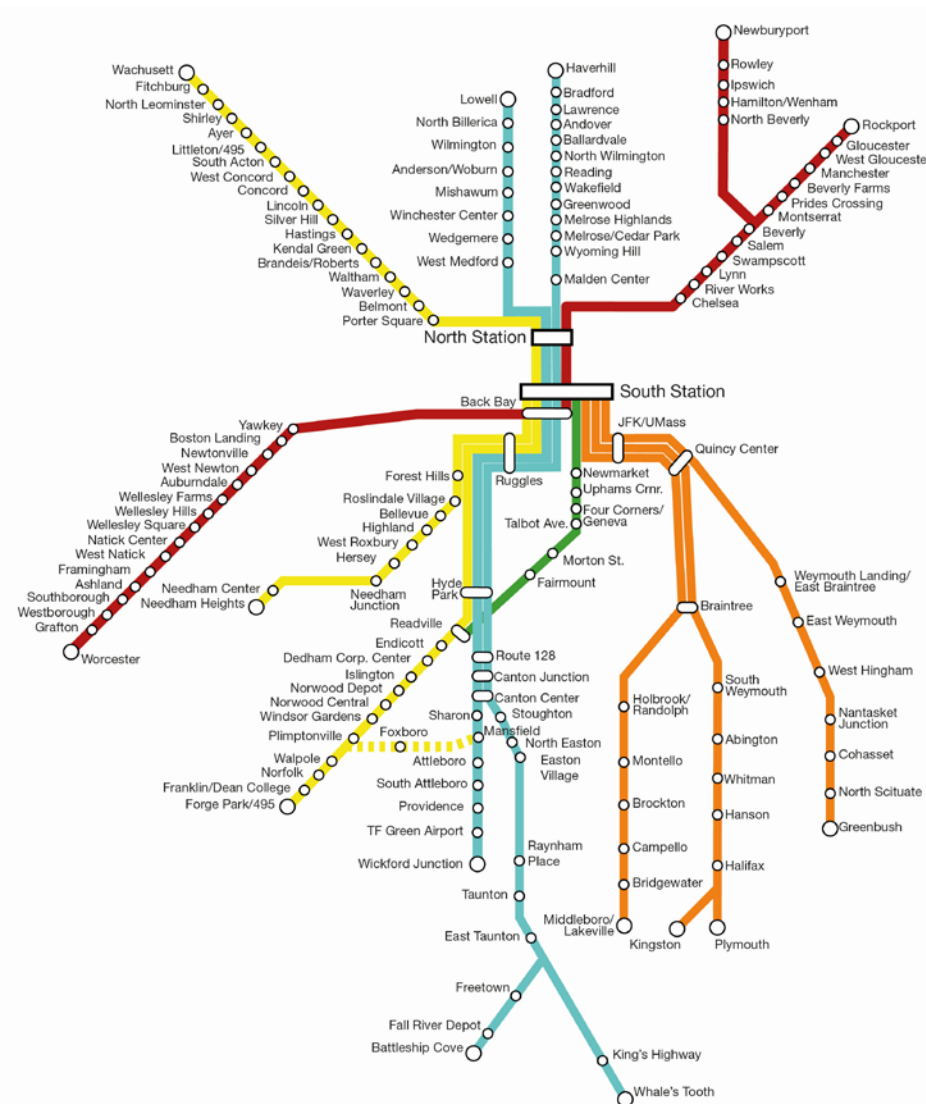 Wachusett
Fitchburg
North Leominster
Shirley
Ayer
Littleton/495
South Acton
West Concord
Concord
Lincoln
Silver Hill
Hastings
Kendal Green
Brandeis/Roberts
Waltham
Waverley
Belmont
Porter Square
Lowell
North Billerica
Wilmington
Anderson/Woburn
Mishawum
Winchester Center
Wedgemere
West Medford
Haverhill
Bradford
Lawrence
Andover
Ballardvale
North Wilmington
Reading
Wakefield
Greenwood
Melrose Highlands
Melrose/Cedar Park
Wyoming Hill
Malden Center
Newburyport
Rowley
Ipswich
Hamilton/Wenham
North Beverly
Rockport
Gloucester
West Gloucester
Manchester
Beverly Farms
Prides Crossing
Montserrat
Beverly
Salem
Swampscott
Lynn
River Works
Chelsea
North Station
South Station
Back Bay
Yawkey
Boston Landing
Newtonville
West Newton
Auburndale
Wellesley Farms
Wellesley Hills
Wellesley Square
Natick Center
West Natick
Framingham
Ashland
Southborough
Westborough
Grafton
Worcester
Ruggles
Forest Hills
Roslindale Village
Bellevue
Highland
West Roxbury
Hersey
Needham
Junction
Needham Center
Needham Heights
Hyde
Park
Readville
Endicott
Dedham Corp. Center
Islington
Norwood Depot
Norwood Central
Windsor Gardens
Plimptonville
Foxboro
Walpole
Norfolk
Franklin/Dean College
Forge Park/495
Newmarket
Uphams Crnr.
Four Corners/
Geneva
Talbot Ave.
Morton St.
Fairmount
Route 128
Canton Junction
Canton Center
Sharon
Mansfield
Attleboro
South Attleboro
Providence
TF Green Airport
Wickford Junction
Stoughton
North Easton
Easton
Village
Raynham
Place
Taunton
East Taunton
Freetown
Fall River Depot
Battleship Cove
King's Highway
Whale's Tooth
JFK/UMass
Quincy Center
Braintree
Holbrook/
Randolph
Montello
Brockton
Campello
Bridgewater
Middleboro/
Lakeville
South
Weymouth
Abington
Whitman
Hanson
Halifax
Kingston
Plymouth
Weymouth Landing/
East Braintree
East Weymouth
West Hingham
Nantasket
Junction
Cohasset
North Scituate
Greenbush